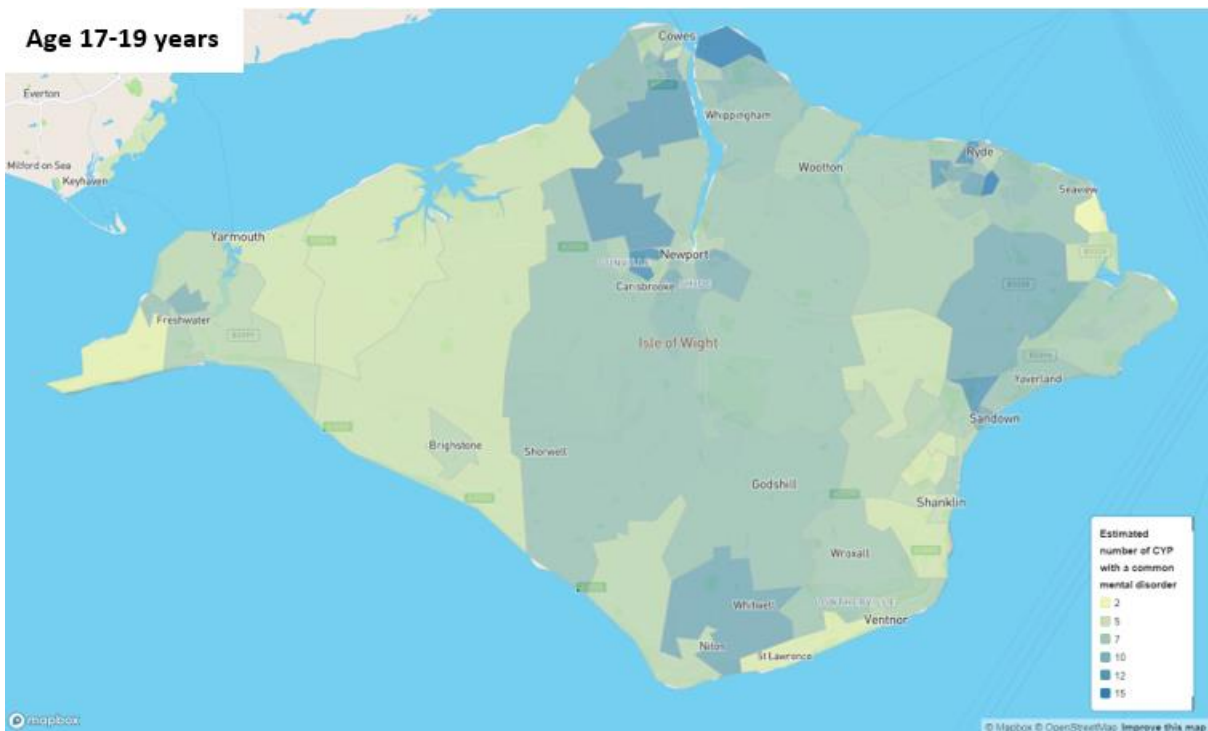 Age 17-19 years
Everton
Milford on Sea
Keyhaven
Cowes
Whippingham
Wootton
Ryde
Seaview
Yarmouth
Newport
Carisbrooke
Freshwater
Isle of Wight
Yaverland
Sandown
Brighstone
Shorwell
Godshill
Shanklin
Wroxall
Whitwell
Ventnor
Niton
St Lawrence
Estimated
number of CYP
with a common
mental disorder
2
5
7
10
12
15
mapbox
© Mapbox © OpenStreetMap Improve this map